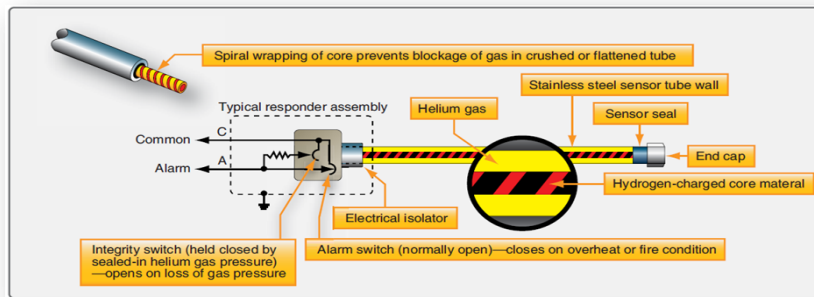 Spiral wrapping of core prevents blockage of gas in crushed or flattened tube
Stainless steel sensor tube wall
Typical responder assembly
Helium gas
Sensor seal
Common
C
Alarm
A
End cap
Hydrogen-charged core materal
Electrical isolator
Integrity switch (held closed by
sealed-in helium gas pressure)
—opens on loss of gas pressure
Alarm switch (normally open)—closes on overheat or fire condition